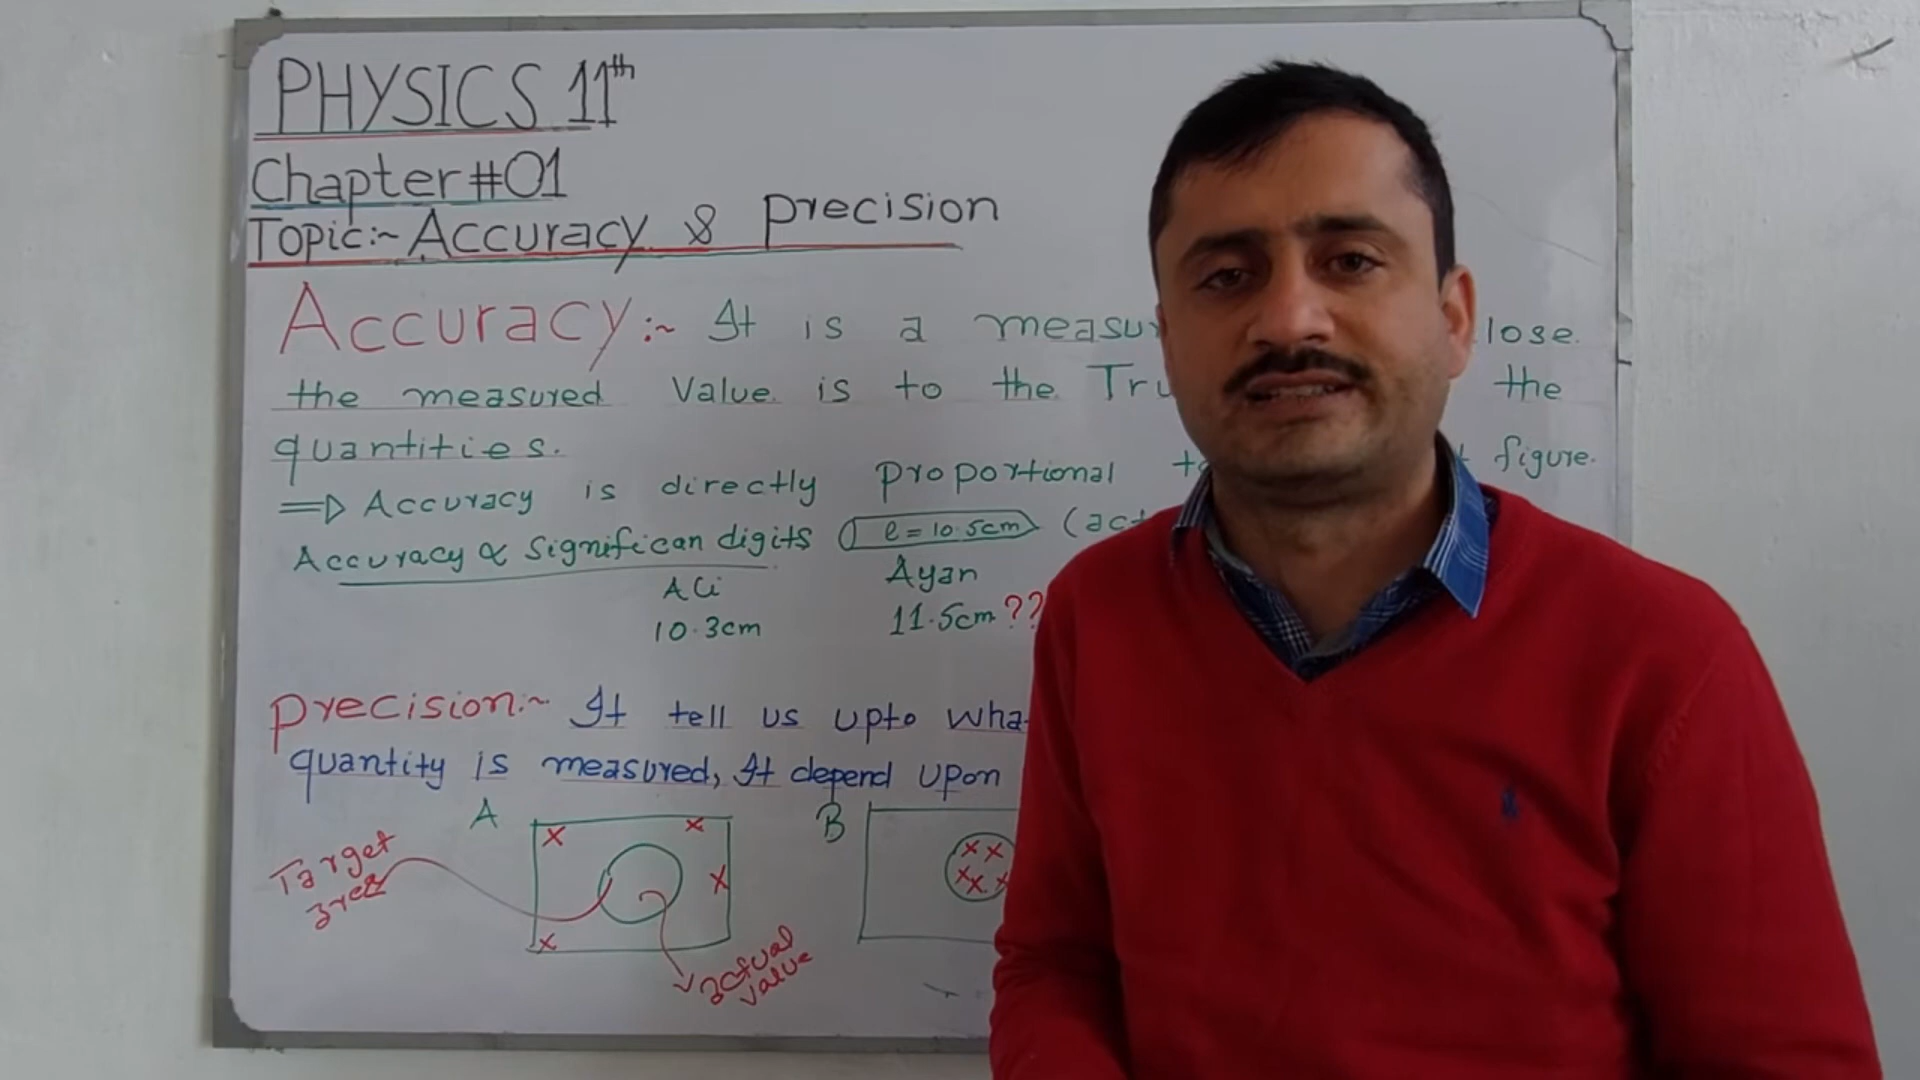 PHYSICS 11th
Chapter#01
Topic:~ Accuracy & Precision
Accuracy:~ It is a measur lose
the measured Value is to the Tru the
quantities.
⇒ Accuracy is directly proportional to figure.
Accuracy ∝ Significan digits l = 10.5cm (act
Ali Ayan
10.3cm 11.5cm ??
Precision:~ It tell us upto wha
quantity is measured, It depend upon
A B
Target
area
actual
value